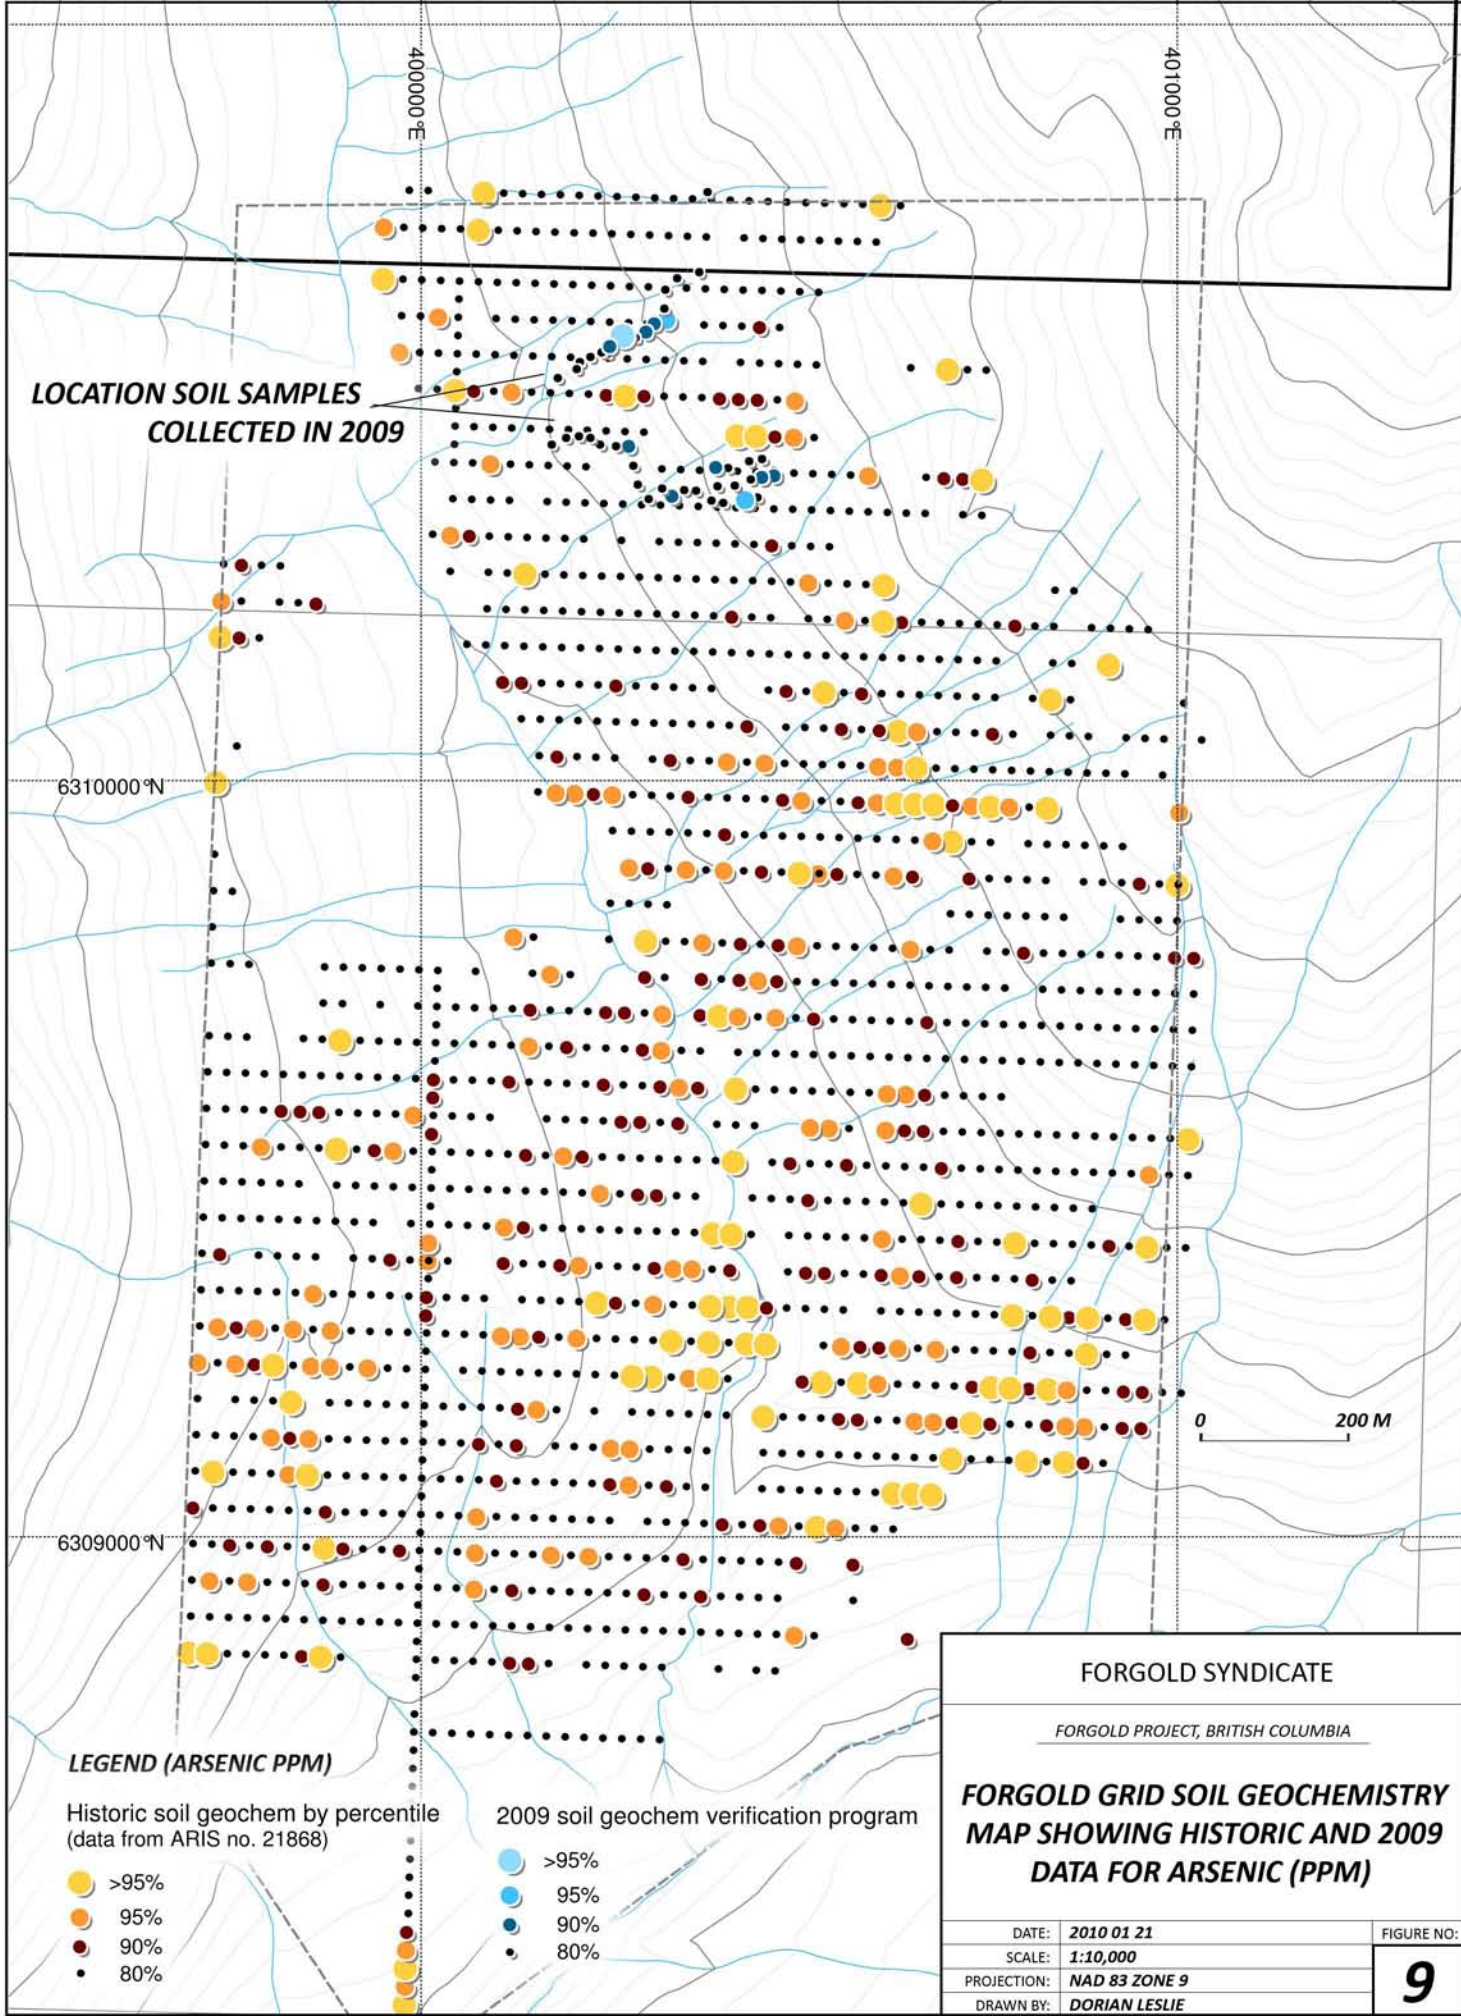 400000°E
401000°E
LOCATION SOIL SAMPLES
COLLECTED IN 2009
6310000°N
0 200 M
6309000°N
LEGEND (ARSENIC PPM)
Historic soil geochem by percentile
(data from ARIS no. 21868)
>95%
95%
90%
80%
2009 soil geochem verification program
>95%
95%
90%
80%
FORGOLD SYNDICATE
FORGOLD PROJECT, BRITISH COLUMBIA
FORGOLD GRID SOIL GEOCHEMISTRY
MAP SHOWING HISTORIC AND 2009
DATA FOR ARSENIC (PPM)
DATE: 2010 01 21
SCALE: 1:10,000
PROJECTION: NAD 83 ZONE 9
DRAWN BY: DORIAN LESLIE
FIGURE NO:
9